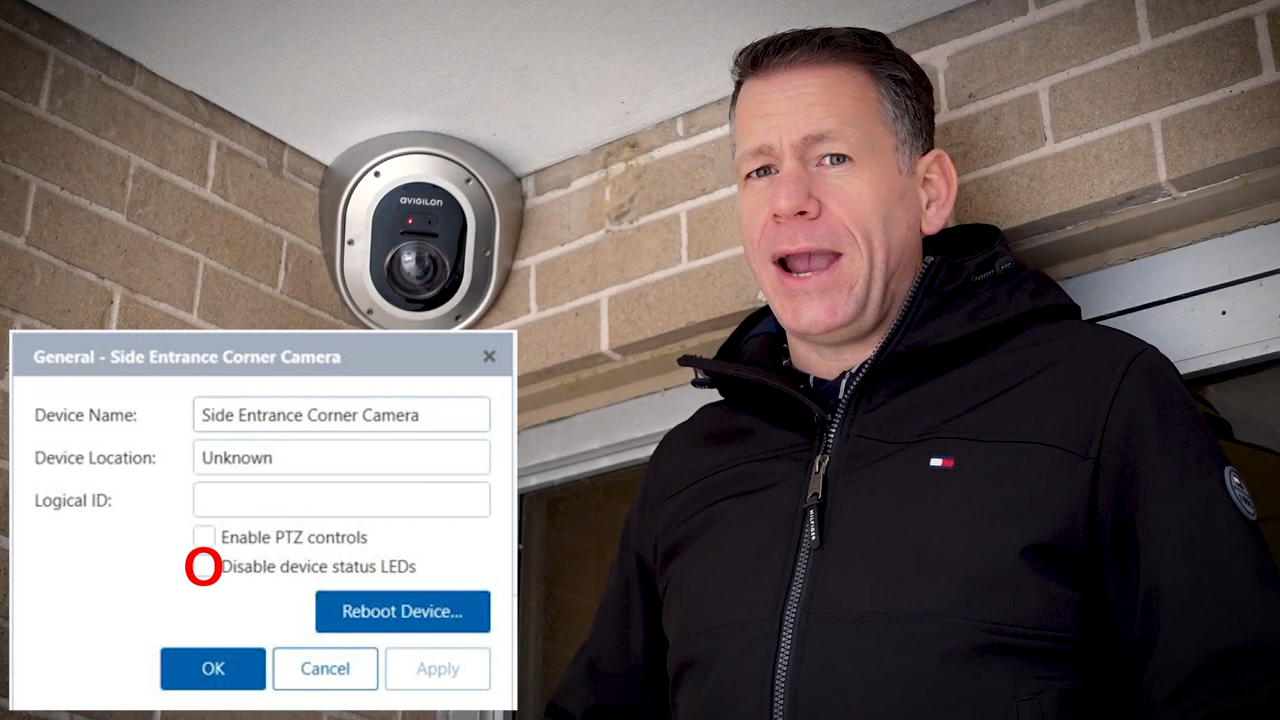 avigilon
General - Side Entrance Corner Camera
Device Name: Side Entrance Corner Camera
Device Location: Unknown
Logical ID:
Enable PTZ controls
Disable device status LEDs
Reboot Device...
OK Cancel Apply
HILFIGER